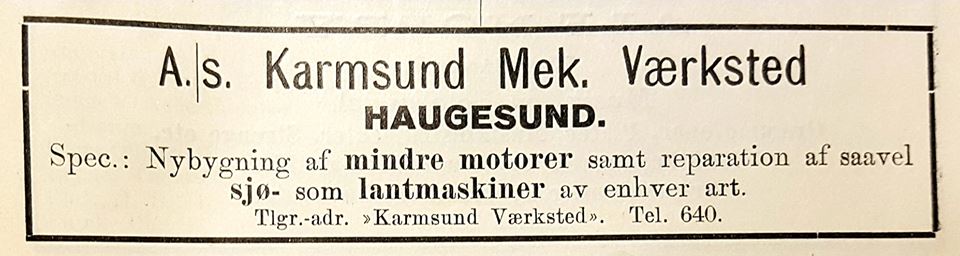 A.|s. Karmsund Mek. Værksted
HAUGESUND.
Spec.: Nybygning af mindre motorer samt reparation af saavel
sjø- som lantmaskiner av enhver art.
Tlgr.-adr. »Karmsund Værksted«. Tel. 640.